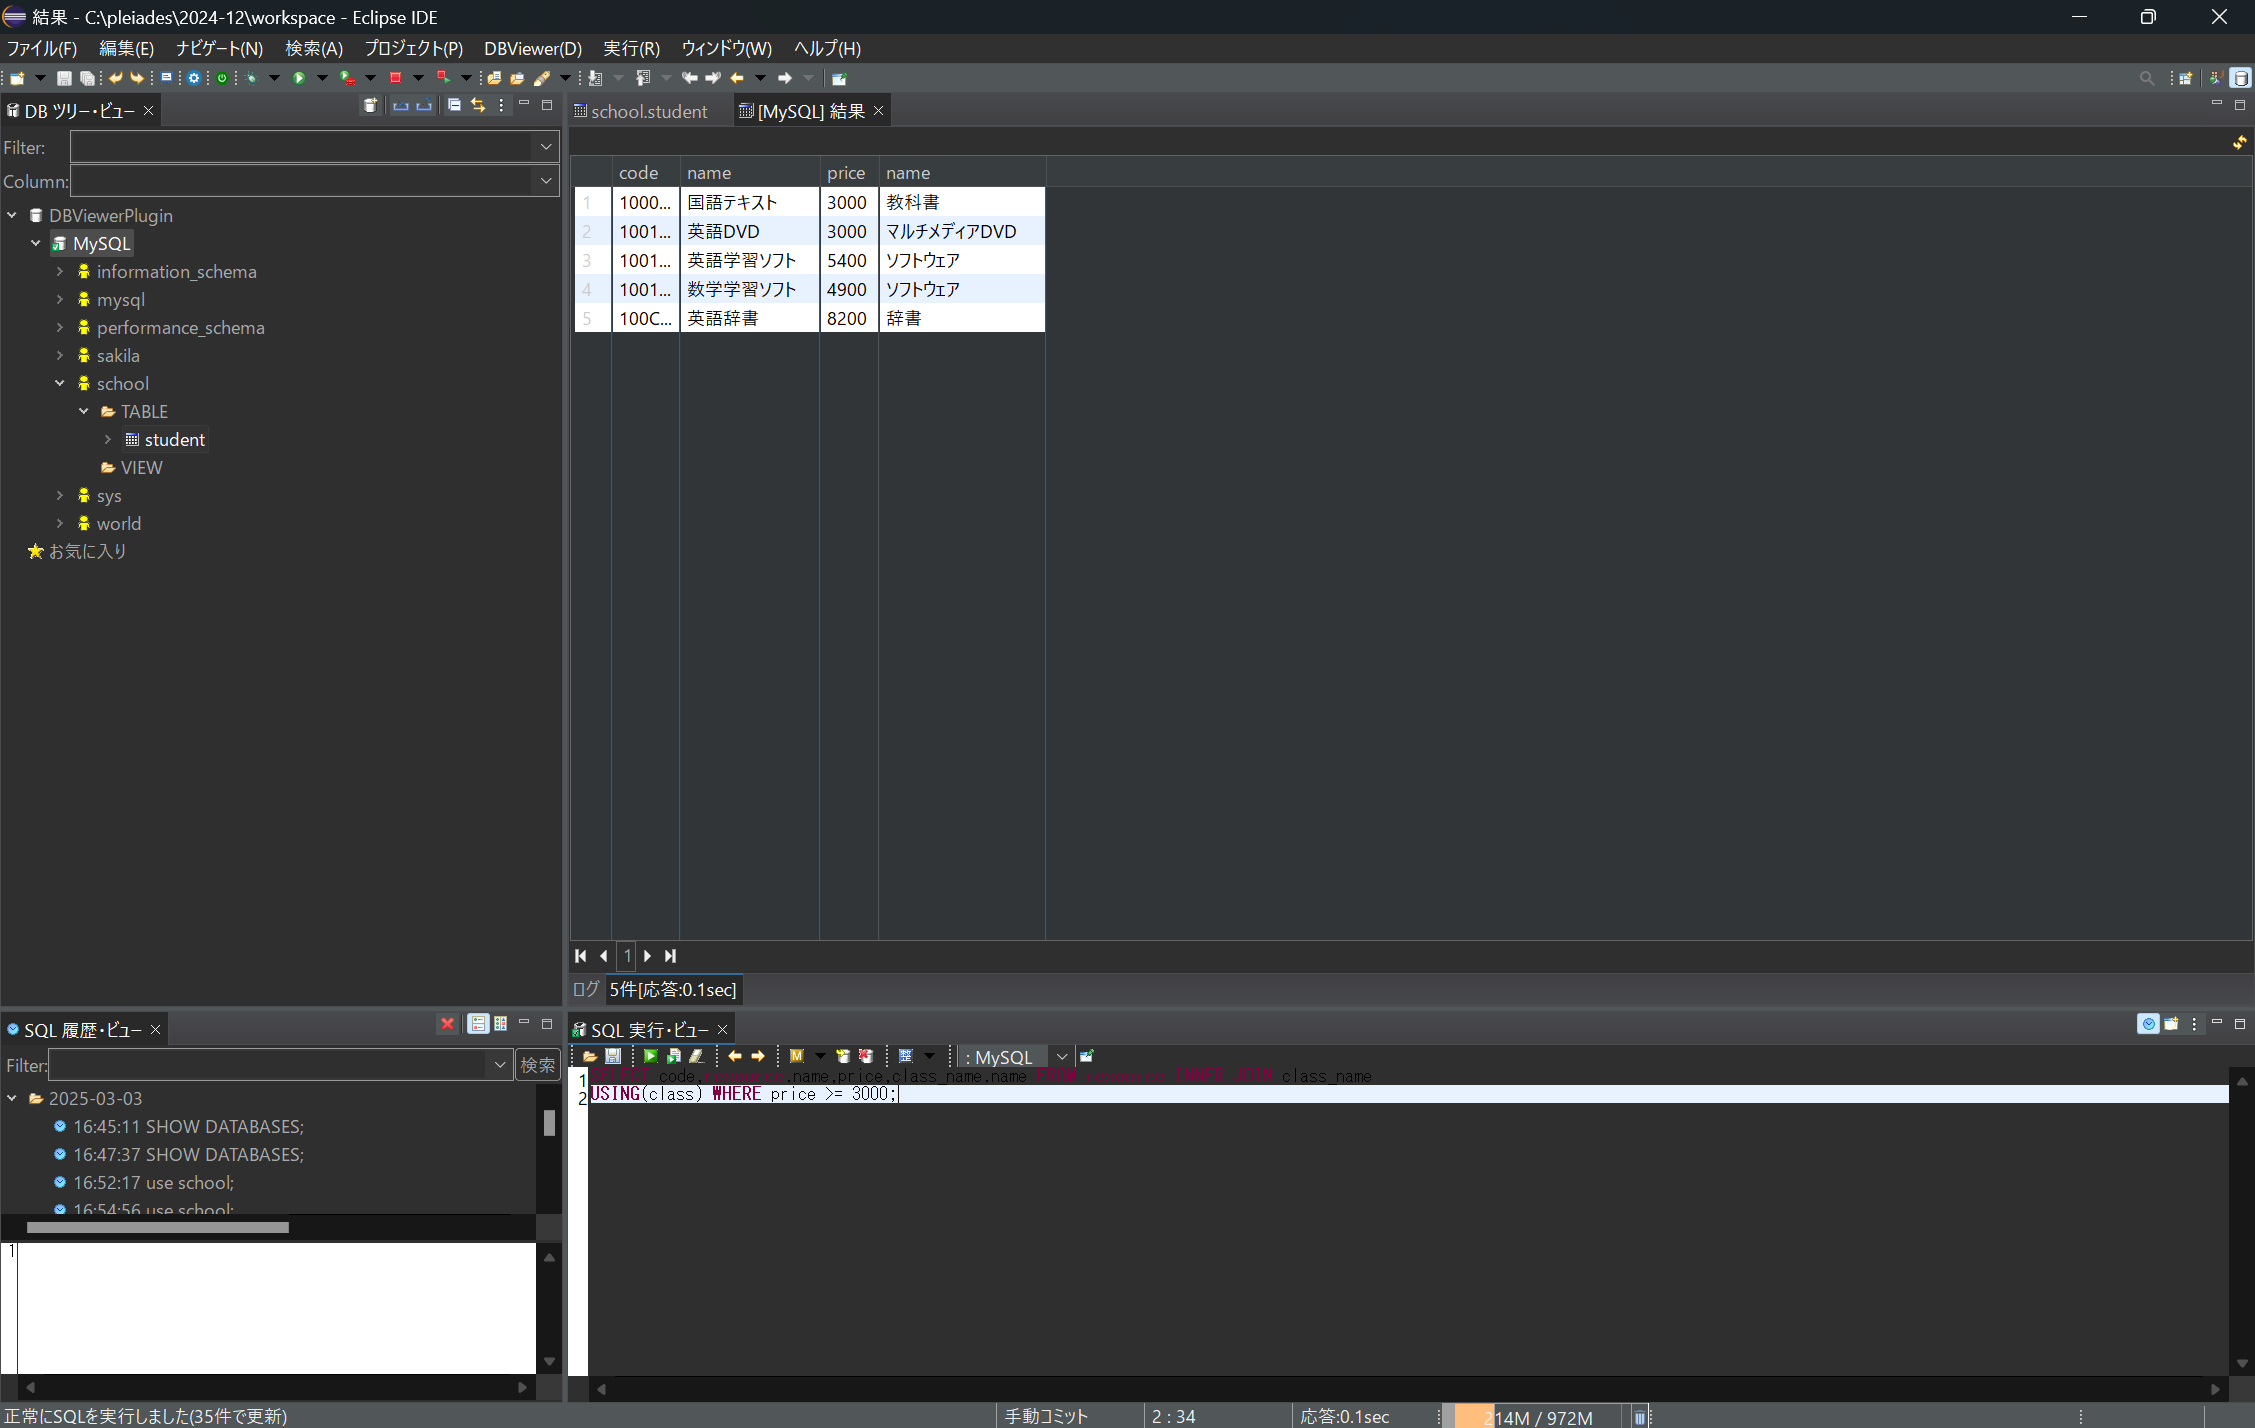 結果 - C:\pleiades\2024-12\workspace - Eclipse IDE
ファイル(F) 編集(E) ナビゲート(N) 検索(A) プロジェクト(P) DBViewer(D) 実行(R) ウィンドウ(W) ヘルプ(H)
DB ツリー・ビュー
Filter:
Column:
DBViewerPlugin
MySQL
information_schema
mysql
performance_schema
sakila
school
TABLE
student
VIEW
sys
world
お気に入り
school.student [MySQL] 結果
code name price name
1 1000... 国語テキスト 3000 教科書
2 1001... 英語DVD 3000 マルチメディアDVD
3 1001... 英語学習ソフト 5400 ソフトウェア
4 1001... 数学学習ソフト 4900 ソフトウェア
5 100C... 英語辞書 8200 辞書
1
ログ 5件[応答:0.1sec]
SQL 履歴・ビュー
Filter: 検索
2025-03-03
16:45:11 SHOW DATABASES;
16:47:37 SHOW DATABASES;
16:52:17 use school;
16:54:56 use school;
1
SQL 実行・ビュー
: MySQL
1 SELECT code, .name,price,class_name.name FROM INNER JOIN class_name
2 USING(class) WHERE price >= 3000;
正常にSQLを実行しました(35件で更新) 手動コミット 2 : 34 応答:0.1sec 214M / 972M